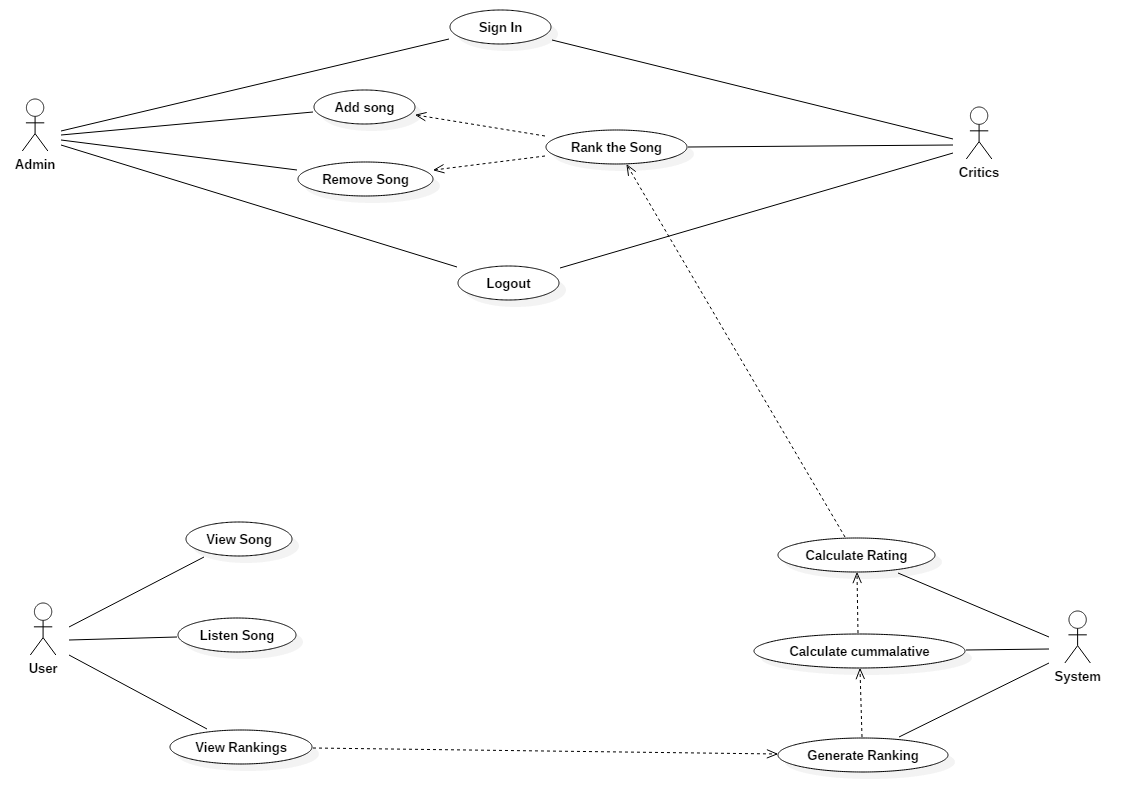 Sign In
Add song
Rank the Song
Admin
Critics
Remove Song
Logout
View Song
Calculate Rating
Listen Song
Calculate cummalative
User
System
View Rankings
Generate Ranking